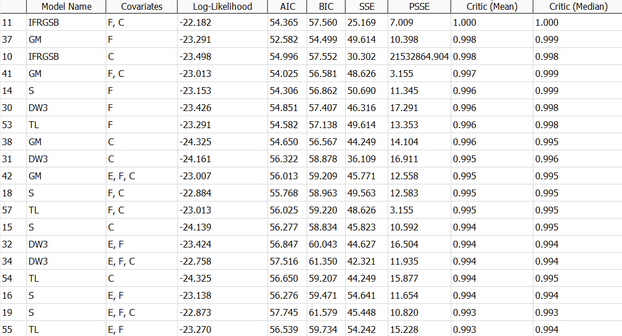 Model Name Covariates Log-Likelihood AIC BIC SSE PSSE Critic (Mean) Critic (Median)
11 IFRGSB F, C -22.182 54.365 57.560 25.169 7.009 1.000 1.000
37 GM F -23.291 52.582 54.499 49.614 10.398 0.998 0.999
10 IFRGSB C -23.498 54.996 57.552 30.302 21532864.904 0.998 0.998
41 GM F, C -23.013 54.025 56.581 48.626 3.155 0.997 0.999
14 S F -23.153 54.306 56.862 50.690 11.345 0.996 0.999
30 DW3 F -23.426 54.851 57.407 46.316 17.291 0.996 0.998
53 TL F -23.291 54.582 57.138 49.614 13.353 0.996 0.998
38 GM C -24.325 54.650 56.567 44.249 14.104 0.996 0.995
31 DW3 C -24.161 56.322 58.878 36.109 16.911 0.996 0.995
42 GM E, F, C -23.007 56.013 59.209 45.771 12.558 0.995 0.995
18 S F, C -22.884 55.768 58.963 49.563 12.583 0.995 0.995
57 TL F, C -23.013 56.025 59.220 48.626 3.155 0.995 0.995
15 S C -24.139 56.277 58.834 45.823 10.592 0.994 0.995
32 DW3 E, F -23.424 56.847 60.043 44.627 16.504 0.994 0.994
34 DW3 E, F, C -22.758 57.516 61.350 42.321 11.935 0.994 0.994
54 TL C -24.325 56.650 59.207 44.249 15.877 0.994 0.995
16 S E, F -23.138 56.276 59.471 54.641 11.654 0.994 0.994
19 S E, F, C -22.873 57.745 61.579 45.448 10.820 0.993 0.993
55 TL E, F -23.270 56.539 59.734 54.242 15.228 0.993 0.994